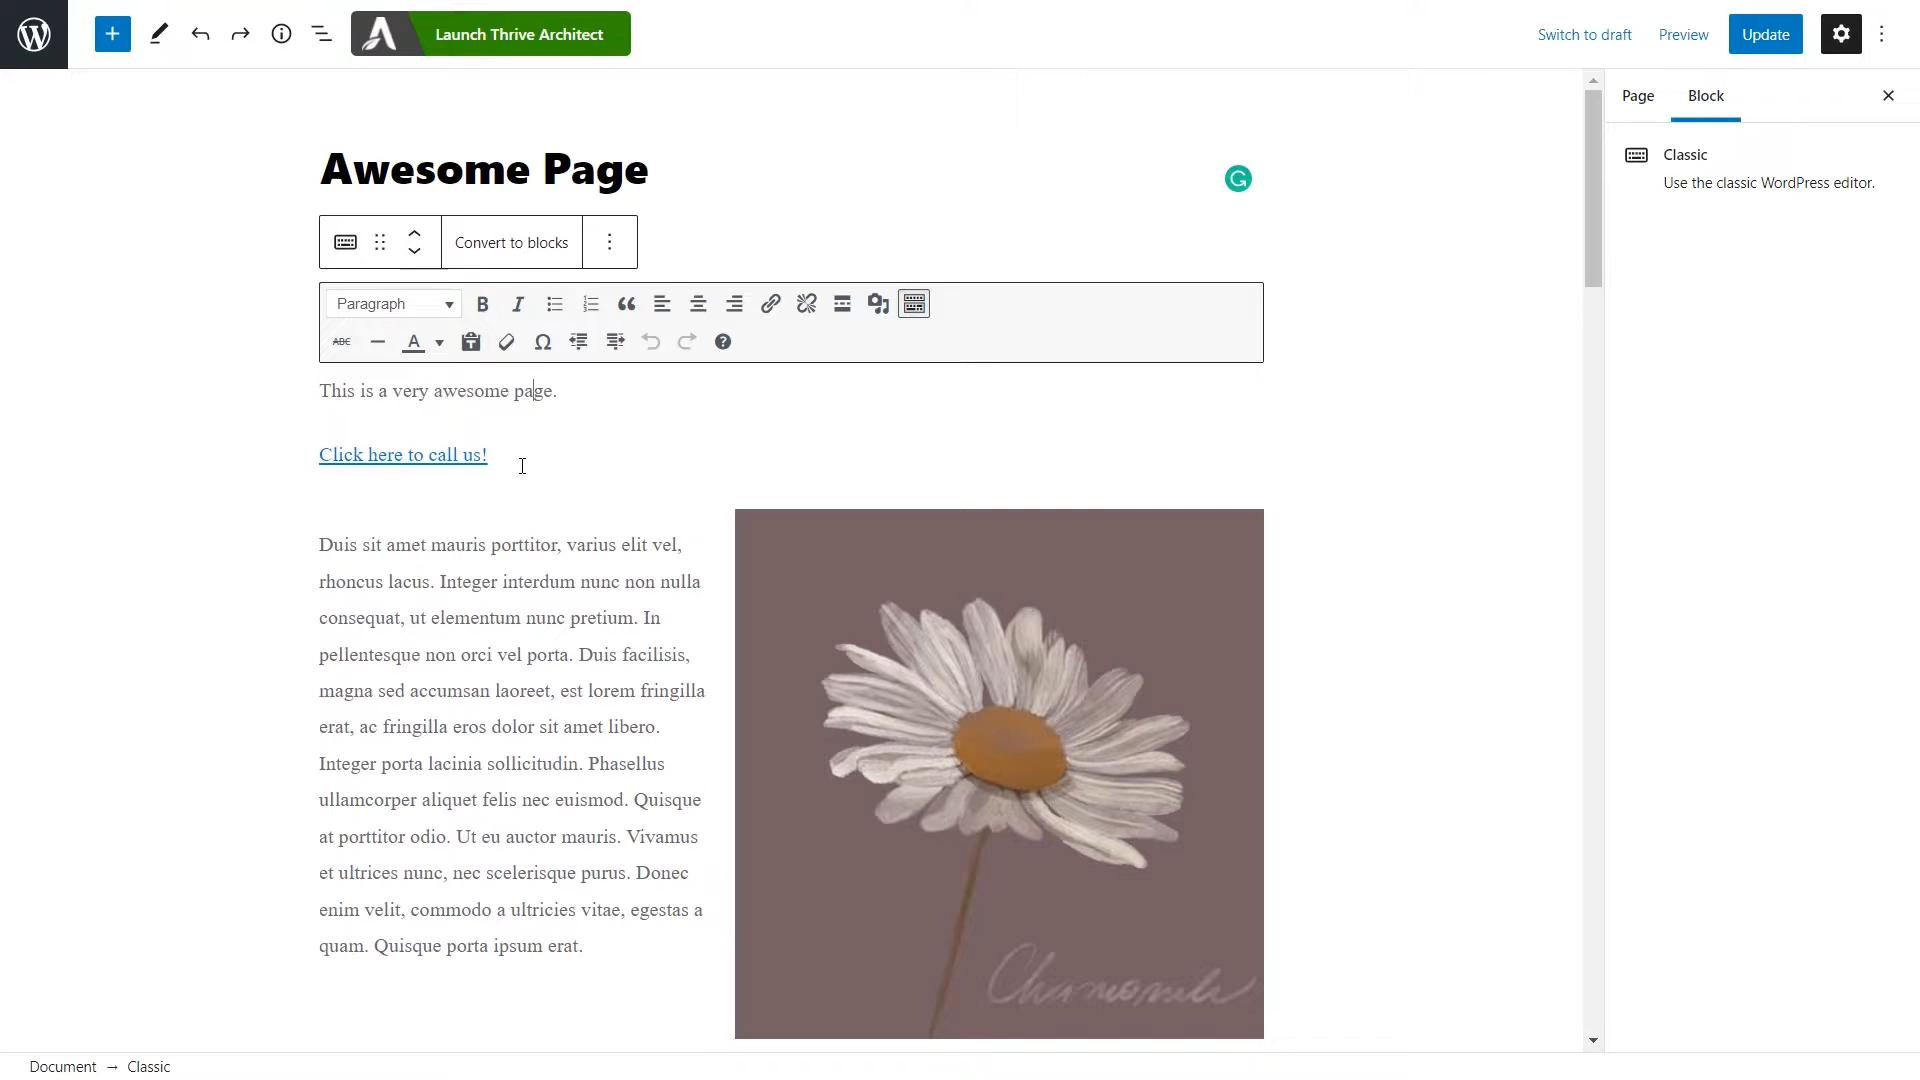 Launch Thrive Architect
Switch to draft
Preview
Update
Page
Block
Classic
Use the classic WordPress editor.
Awesome Page
Convert to blocks
Paragraph
This is a very awesome page.
Click here to call us!
Duis sit amet mauris porttitor, varius elit vel,
rhoncus lacus. Integer interdum nunc non nulla
consequat, ut elementum nunc pretium. In
pellentesque non orci vel porta. Duis facilisis,
magna sed accumsan laoreet, est lorem fringilla
erat, ac fringilla eros dolor sit amet libero.
Integer porta lacinia sollicitudin. Phasellus
ullamcorper aliquet felis nec euismod. Quisque
at porttitor odio. Ut eu auctor mauris. Vivamus
et ultrices nunc, nec scelerisque purus. Donec
enim velit, commodo a ultricies vitae, egestas a
quam. Quisque porta ipsum erat.
Document → Classic